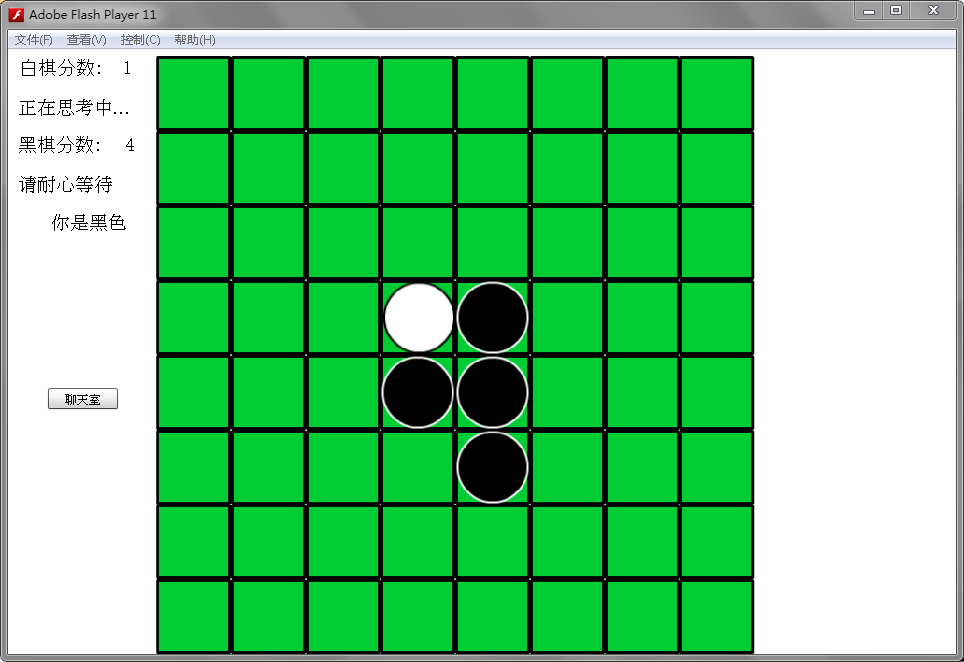 Adobe Flash Player 11
文件(F) 查看(V) 控制(C) 帮助(H)
白棋分数: 1
正在思考中...
黑棋分数: 4
请耐心等待
你是黑色
聊天室